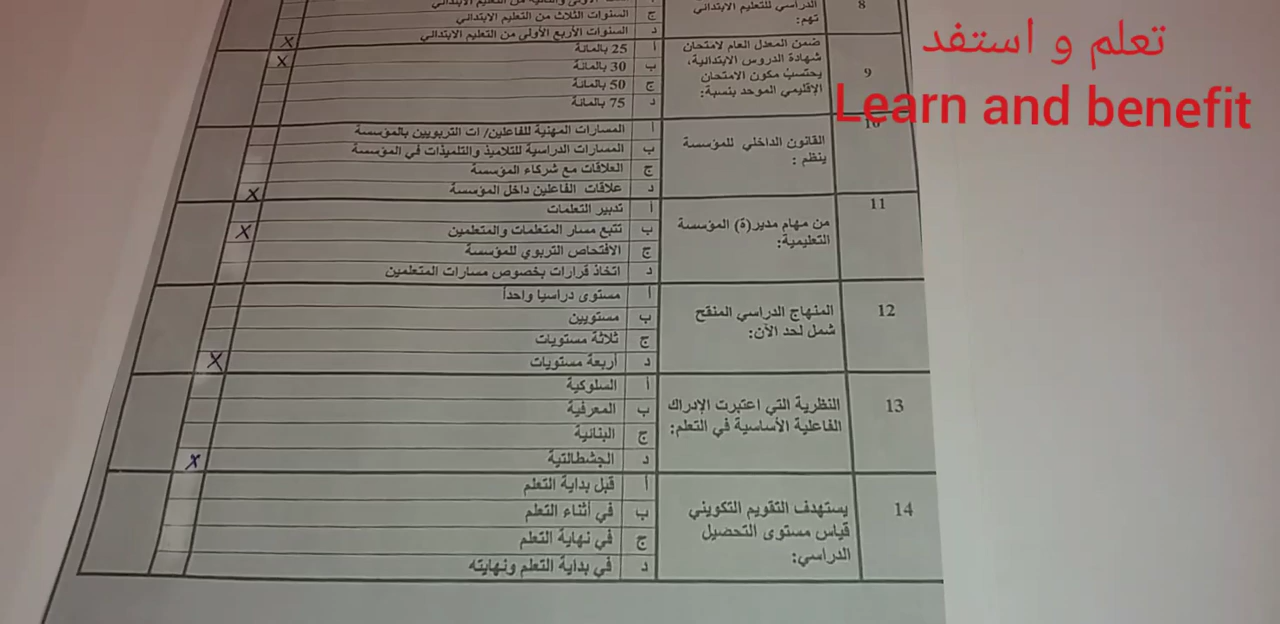 8
الدراسي للتعليم الابتدائي
تهم:
ج السنوات الثلاث من التعليم الابتدائي
د السنوات الأربع الأولى من التعليم الابتدائي
X
9
ضمن المعدل العام لامتحان
شهادة الدروس الابتدائية،
يحتسب مكون الامتحان
الإقليمي الموحد بنسبة:
أ 25 بالمائة
X
ب 30 بالمائة
ج 50 بالمائة
د 75 بالمائة
10
القانون الداخلي للمؤسسة
ينظم :
أ المسارات المهنية للفاعلين/ ات التربويين بالمؤسسة
ب المسارات الدراسية للتلاميذ والتلميذات في المؤسسة
ج العلاقات مع شركاء المؤسسة
د علاقات الفاعلين داخل المؤسسة
X
11
من مهام مدير(ة) المؤسسة
التعليمية:
أ تدبير التعلمات
ب تتبع مسار المتعلمات والمتعلمين
X
ج الافتحاص التربوي للمؤسسة
د اتخاذ قرارات بخصوص مسارات المتعلمين
12
المنهاج الدراسي المنقح
شمل لحد الآن:
أ مستوى دراسيا واحداً
ب مستويين
ج ثلاثة مستويات
د أربعة مستويات
X
13
النظرية التي اعتبرت الإدراك
الفاعلية الأساسية في التعلم:
أ السلوكية
ب المعرفية
ج البنائية
د الجشطالتية
X
14
يستهدف التقويم التكويني
قياس مستوى التحصيل
الدراسي:
أ قبل بداية التعلم
ب في أثناء التعلم
ج في نهاية التعلم
د في بداية التعلم ونهايته
تعلم و استفد
Learn and benefit